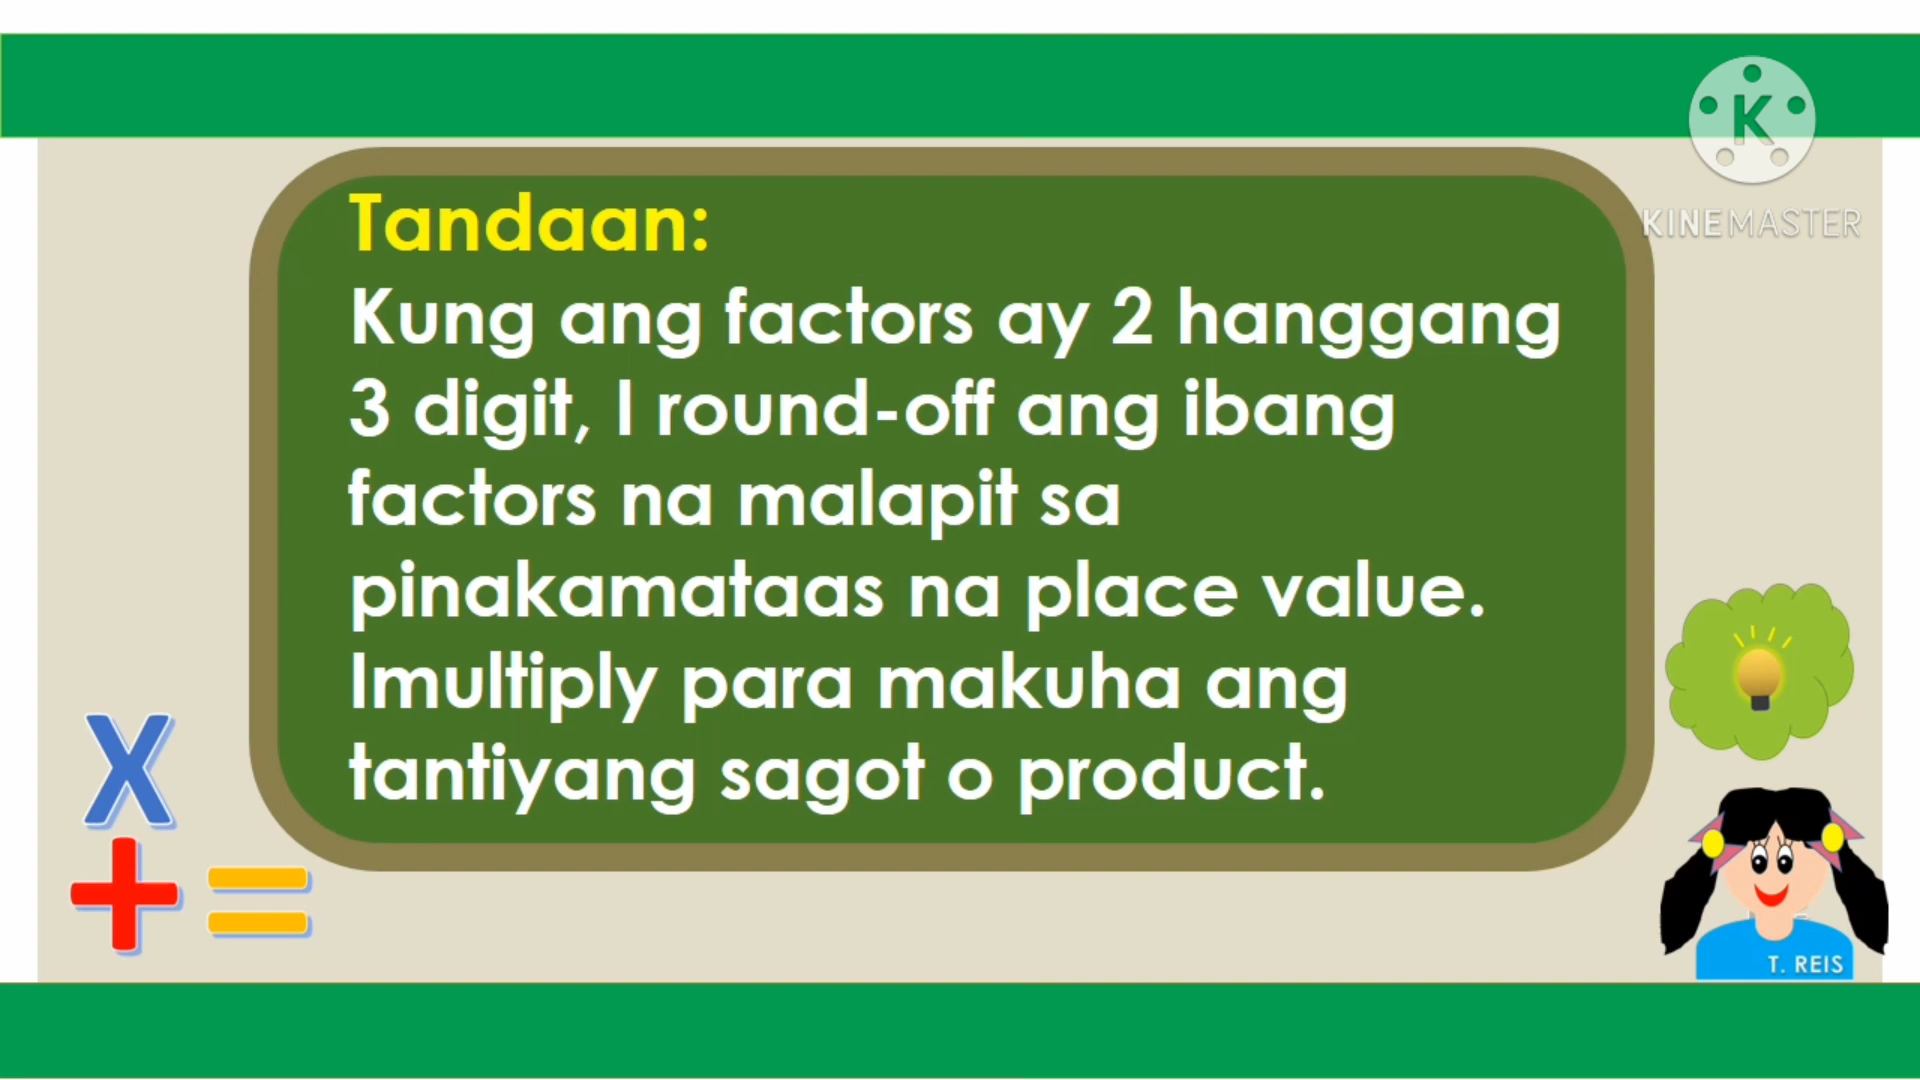 K
KINEMASTER
Tandaan:
Kung ang factors ay 2 hanggang
3 digit, I round-off ang ibang
factors na malapit sa
pinakamataas na place value.
Imultiply para makuha ang
tantiyang sagot o product.
X
+ =
T. REIS